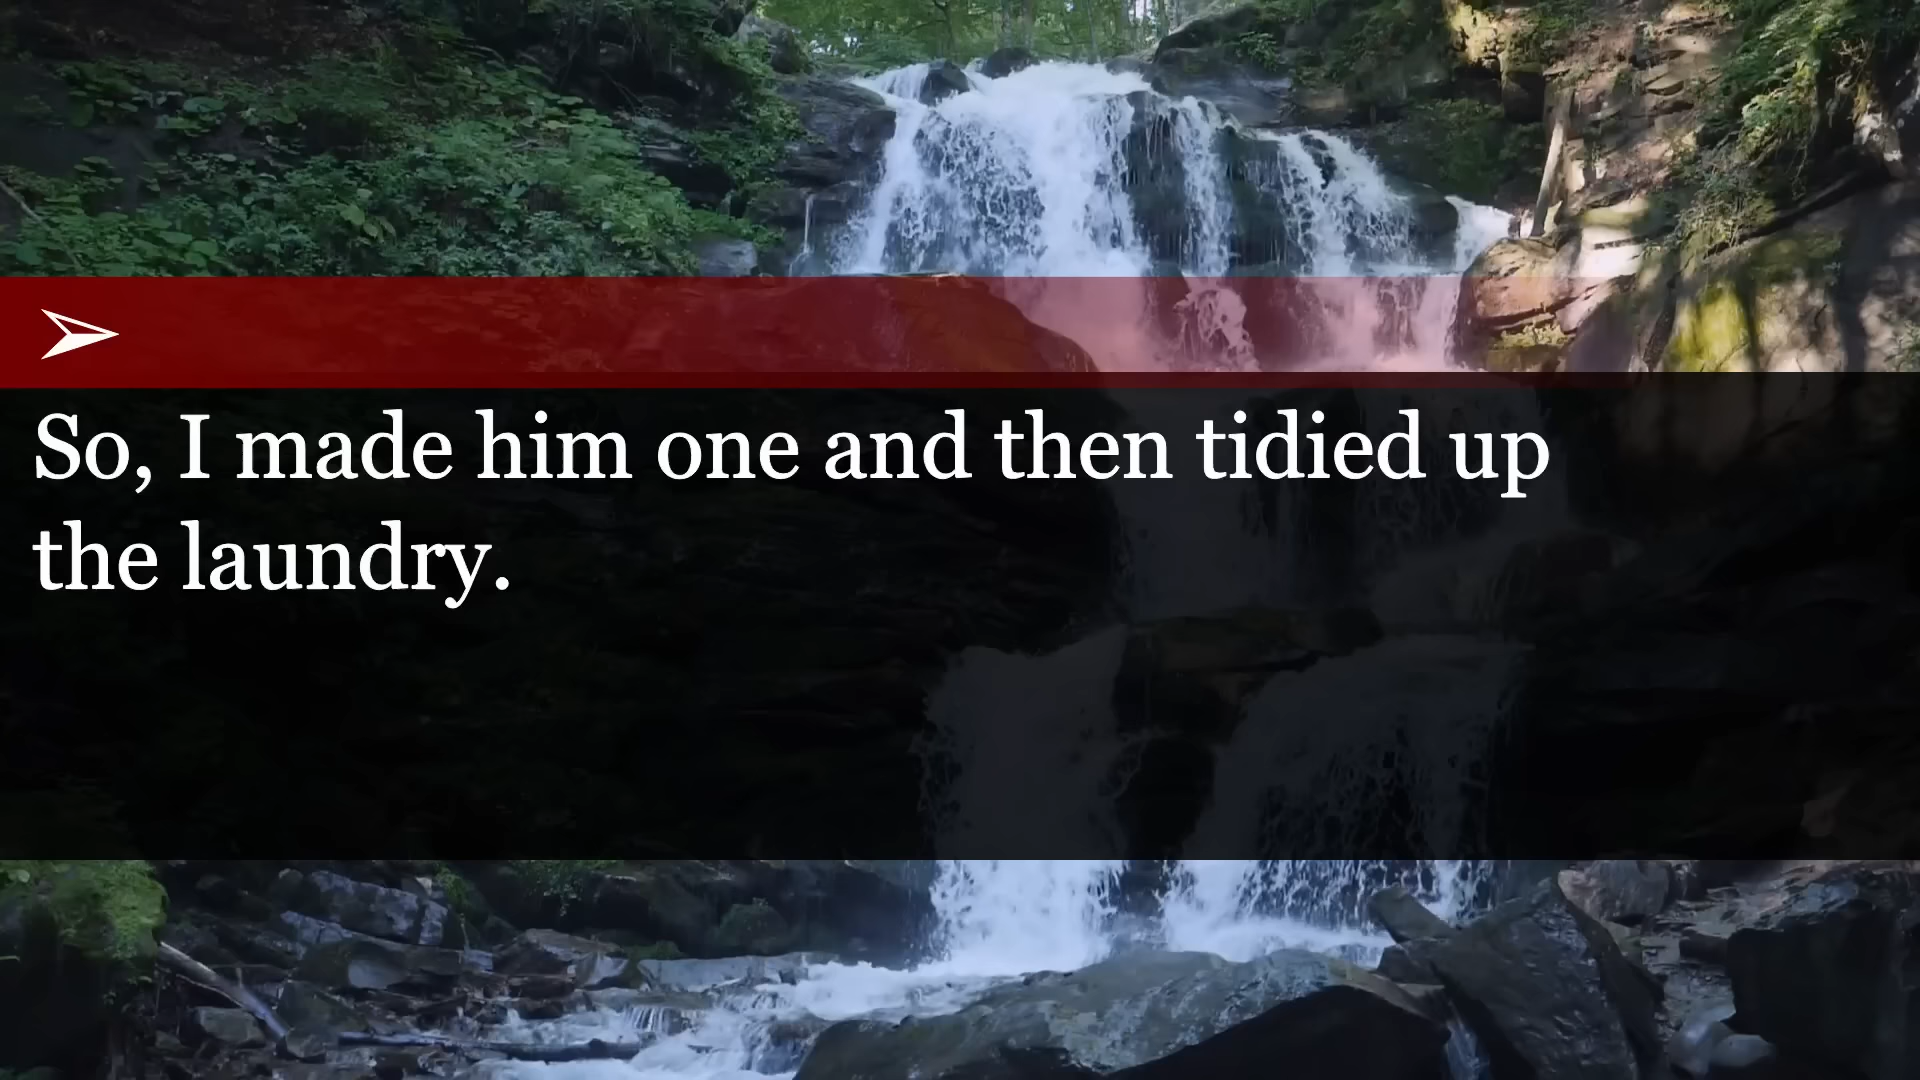 So, I made him one and then tidied up
the laundry.